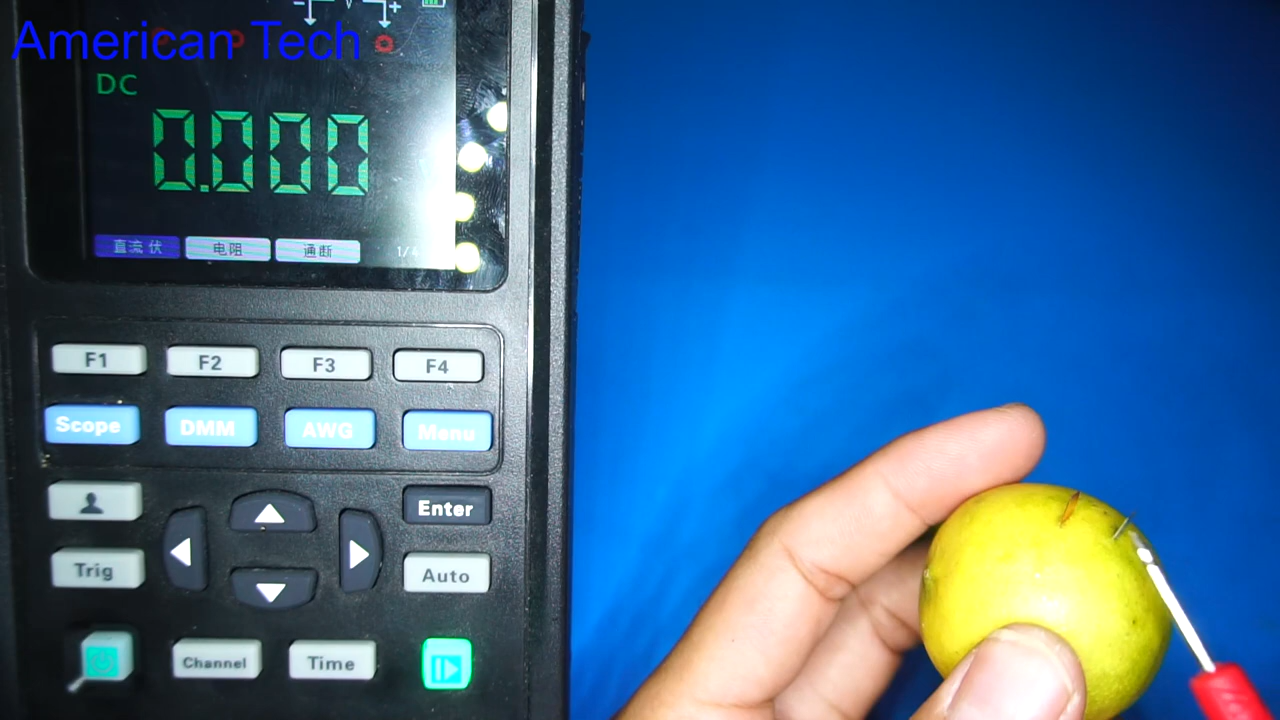 American Tech
DC
0.000
直流 伏 电阻 通断 1/4
F1 F2 F3 F4
Scope DMM AWG Menu
Enter
Trig Auto
Channel Time